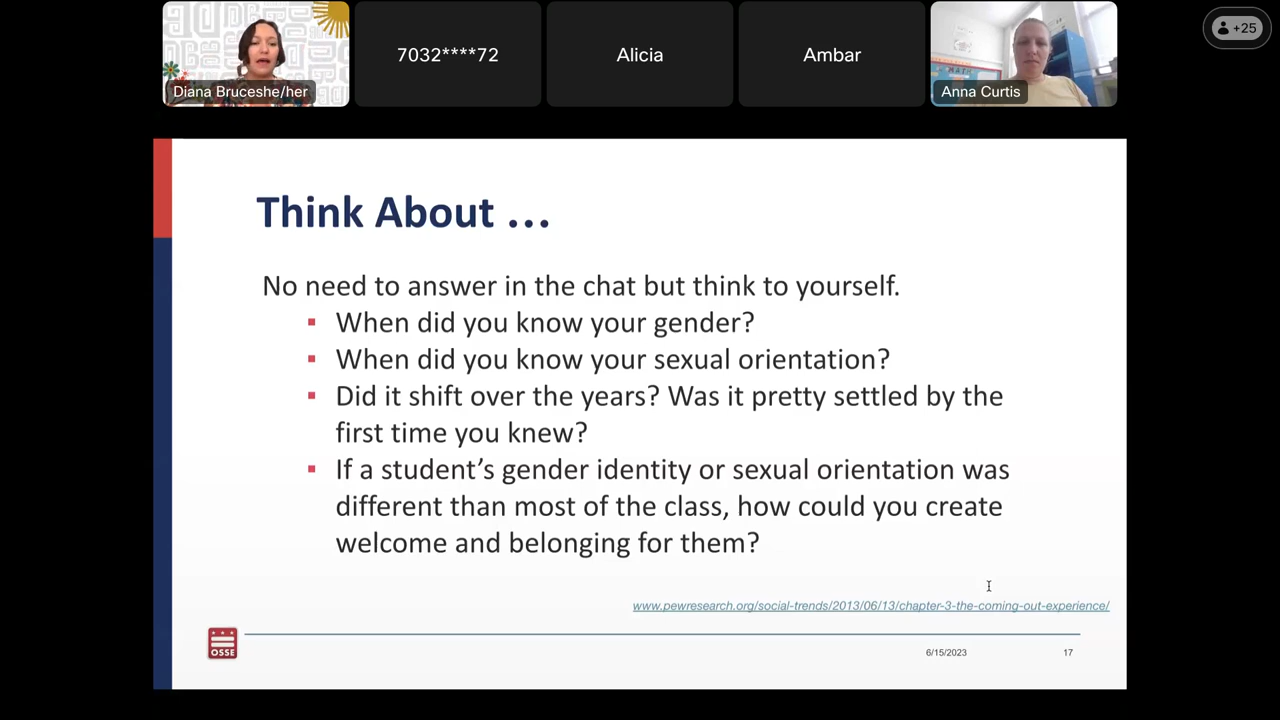 Diana Bruceshe/her
7032****72
Alicia
Ambar
Anna Curtis
+25
Think About ...
No need to answer in the chat but think to yourself.
▪ When did you know your gender?
▪ When did you know your sexual orientation?
▪ Did it shift over the years? Was it pretty settled by the
first time you knew?
▪ If a student’s gender identity or sexual orientation was
different than most of the class, how could you create
welcome and belonging for them?
www.pewresearch.org/social-trends/2013/06/13/chapter-3-the-coming-out-experience/
OSSE
6/15/2023
17